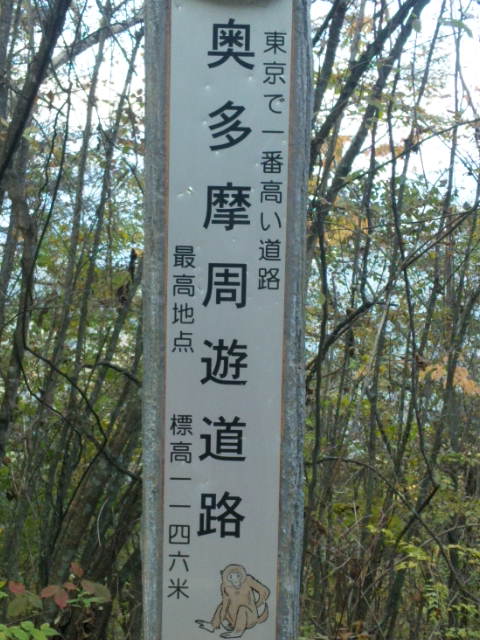 東京で一番高い道路
奥多摩周遊道路
最高地点　標高一一四六米